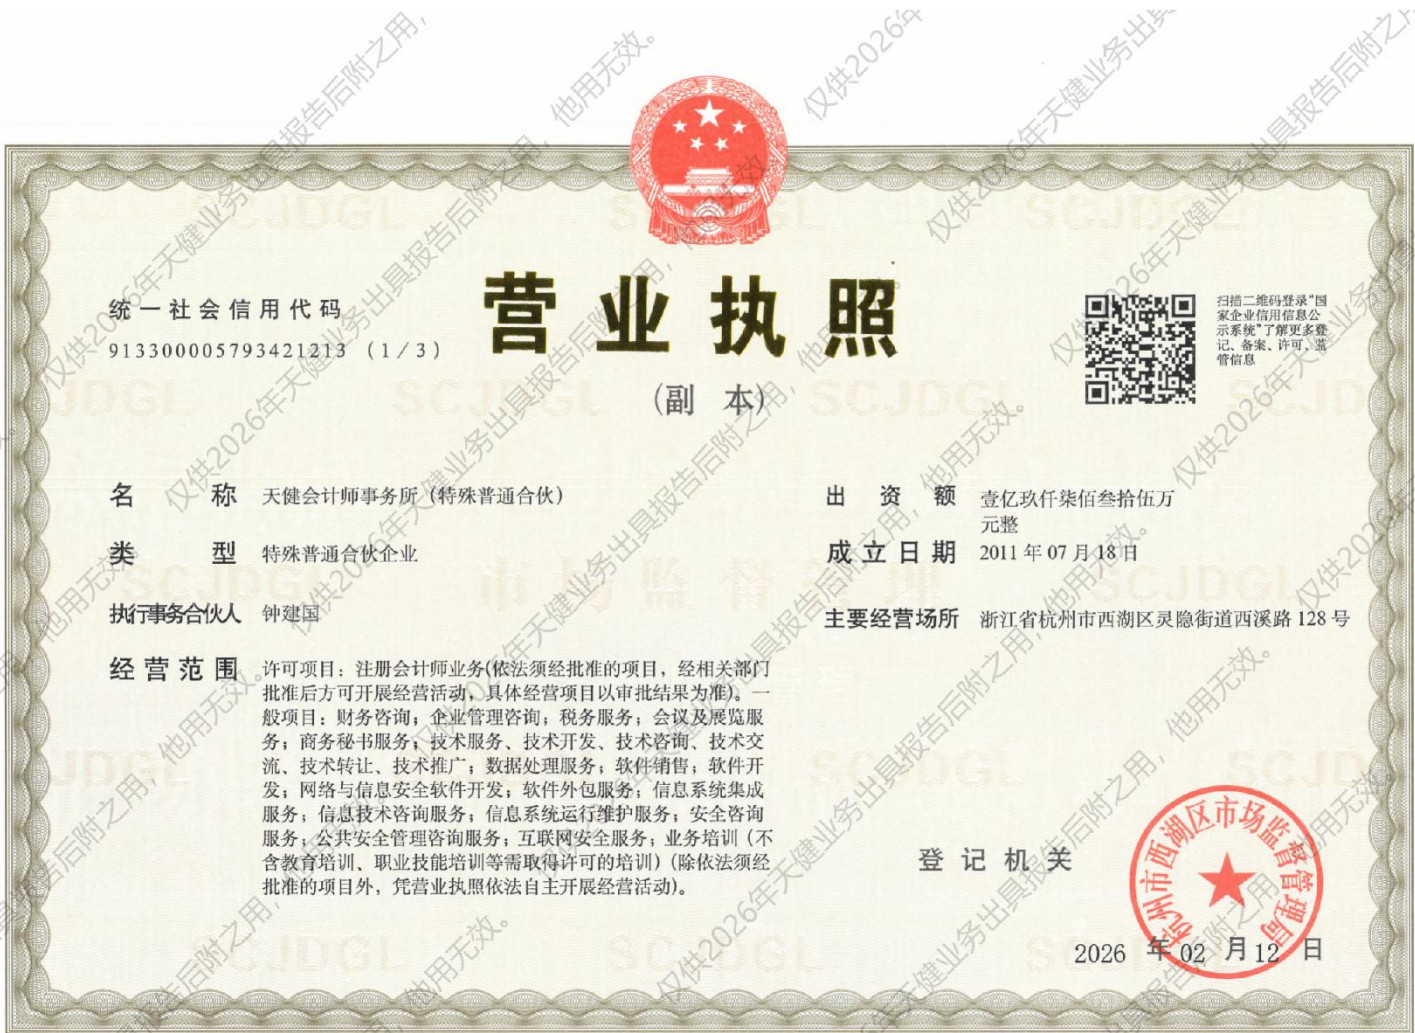 营业执照
(副 本)
统一社会信用代码
913300005793421213 (1/3)
扫描二维码登录“国
家企业信用信息公
示系统”了解更多登
记、备案、许可、监
管信息
名 称 天健会计师事务所（特殊普通合伙）
类 型 特殊普通合伙企业
执行事务合伙人 钟建国
经营范围 许可项目：注册会计师业务(依法须经批准的项目，经相关部门
批准后方可开展经营活动，具体经营项目以审批结果为准)。一
般项目：财务咨询；企业管理咨询；税务服务；会议及展览服
务；商务秘书服务；技术服务、技术开发、技术咨询、技术交
流、技术转让、技术推广；数据处理服务；软件销售；软件开
发；网络与信息安全软件开发；软件外包服务；信息系统集成
服务；信息技术咨询服务；信息系统运行维护服务；安全咨询
服务；公共安全管理咨询服务；互联网安全服务；业务培训（不
含教育培训、职业技能培训等需取得许可的培训）(除依法须经
批准的项目外，凭营业执照依法自主开展经营活动)。
出 资 额 壹亿玖仟柒佰叁拾伍万
元整
成立日期 2011年07月18日
主要经营场所 浙江省杭州市西湖区灵隐街道西溪路128号
登记机关
杭州市西湖区市场监督管理局
2026 年 02 月 12 日
仅供2026年天健业务出具报告后附之用，他用无效。
SCJDGL
市场监督管理